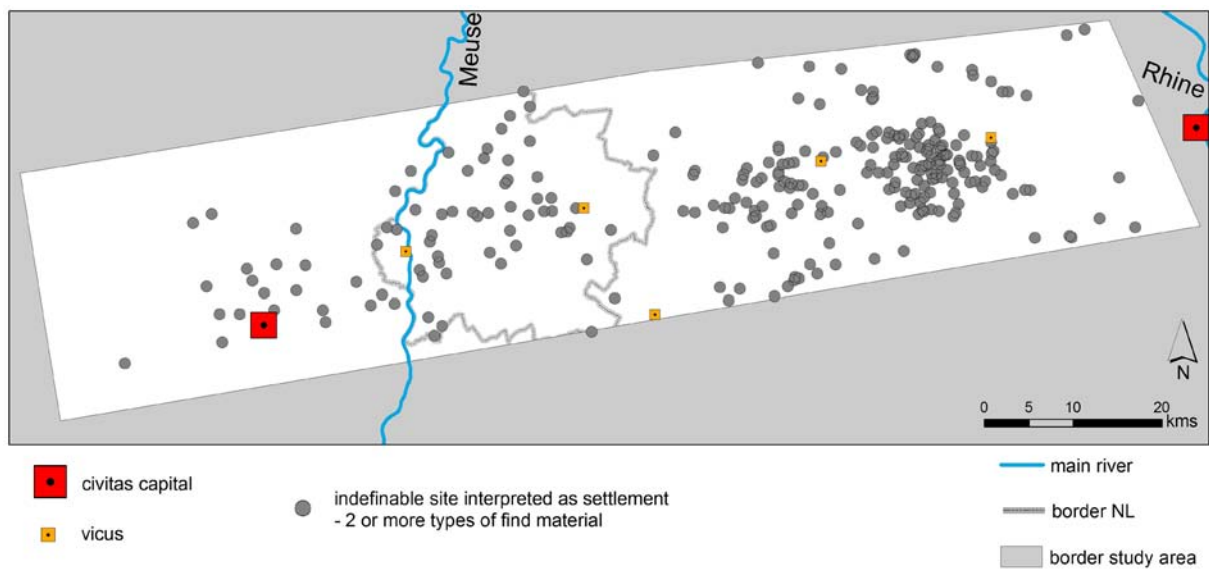 Meuse
Rhine
N
0 5 10 20
kms
civitas capital
vicus
indefinable site interpreted as settlement
- 2 or more types of find material
main river
border NL
border study area